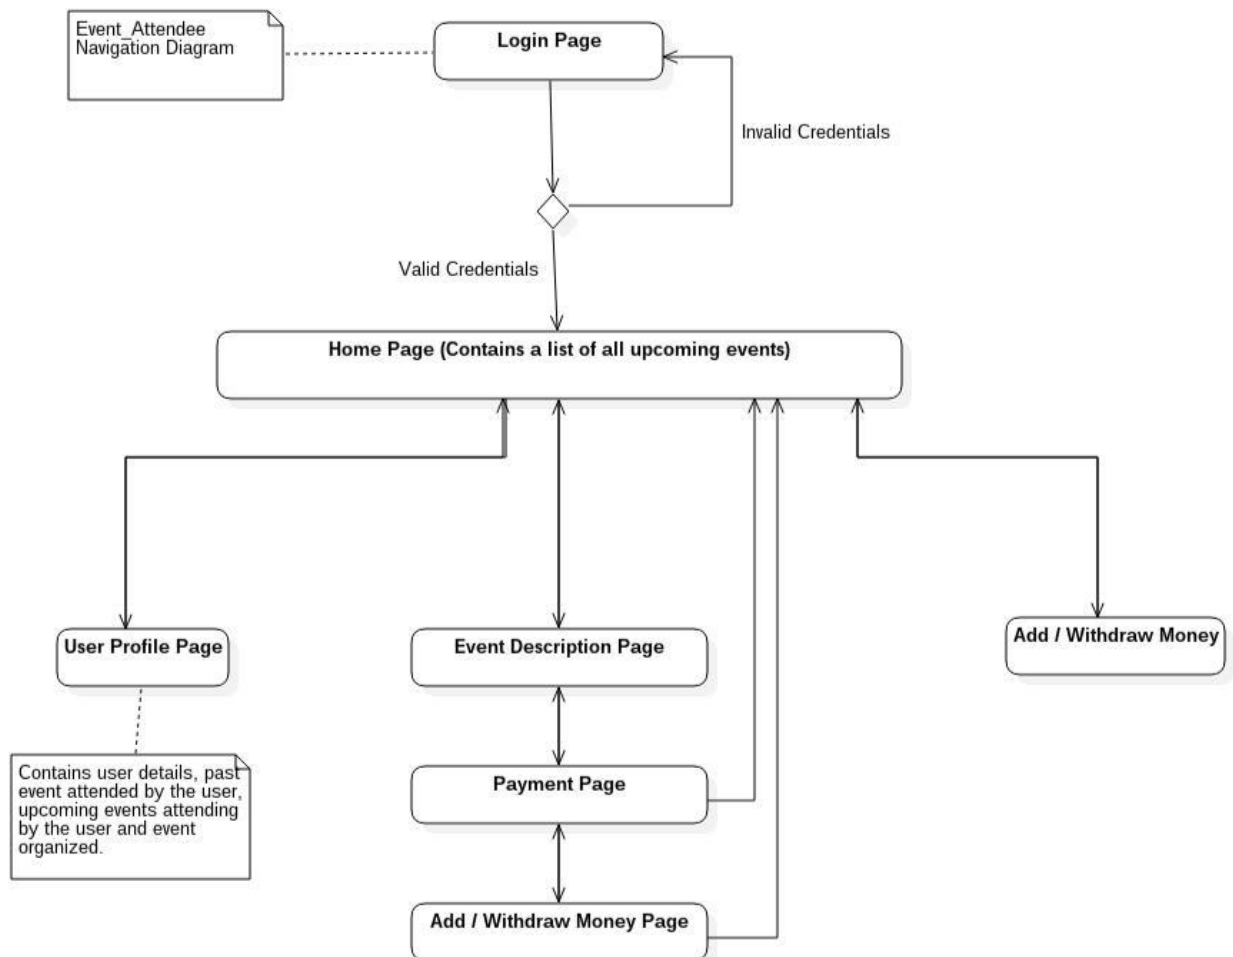 Event_Attendee
Navigation Diagram
Login Page
Invalid Credentials
Valid Credentials
Home Page (Contains a list of all upcoming events)
User Profile Page
Event Description Page
Add / Withdraw Money
Contains user details, past
event attended by the user,
upcoming events attending
by the user and event
organized.
Payment Page
Add / Withdraw Money Page